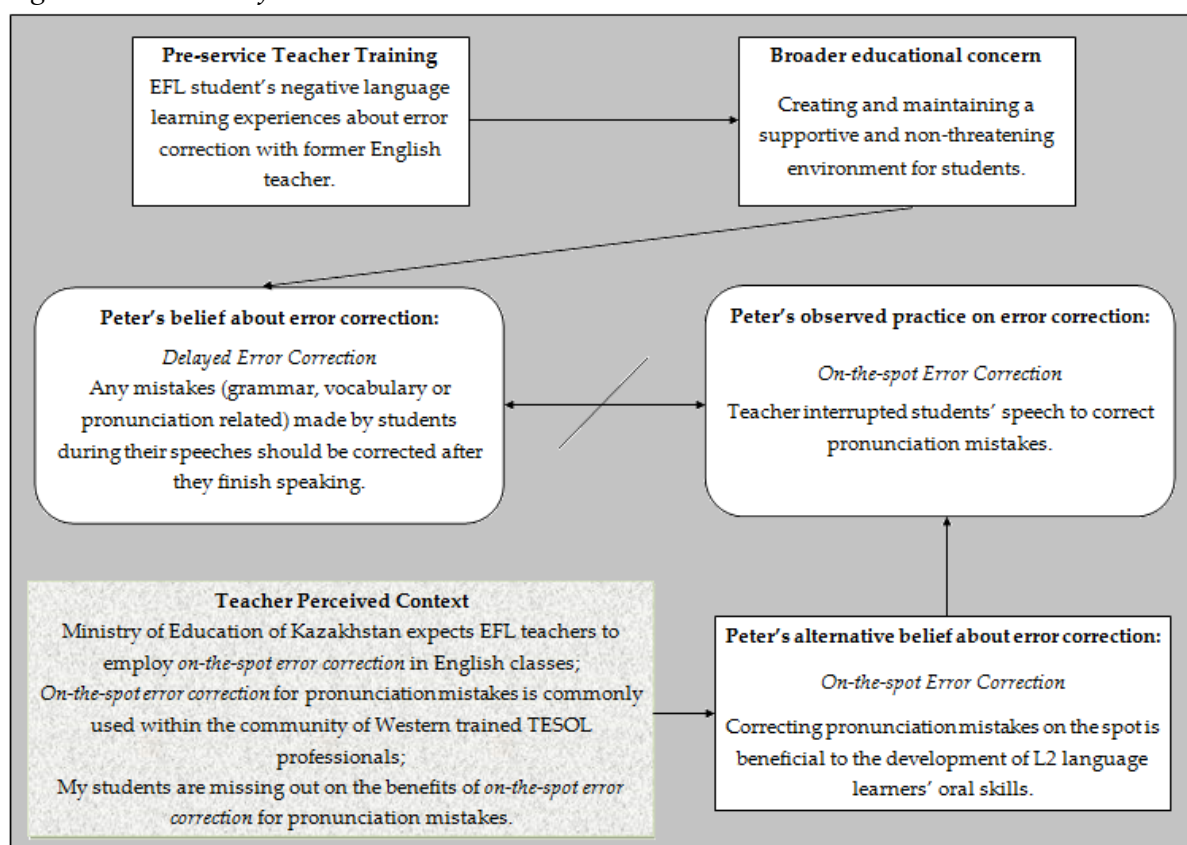 Pre-service Teacher Training
EFL student's negative language
learning experiences about error
correction with former English
teacher.
Broader educational concern
Creating and maintaining a
supportive and non-threatening
environment for students.
Peter's belief about error correction:
Delayed Error Correction
Any mistakes (grammar, vocabulary or
pronunciation related) made by students
during their speeches should be corrected after
they finish speaking.
Peter's observed practice on error correction:
On-the-spot Error Correction
Teacher interrupted students' speech to correct
pronunciation mistakes.
Teacher Perceived Context
Ministry of Education of Kazakhstan expects EFL teachers to
employ on-the-spot error correction in English classes;
On-the-spot error correction for pronunciation mistakes is commonly
used within the community of Western trained TESOL
professionals;
My students are missing out on the benefits of on-the-spot error
correction for pronunciation mistakes.
Peter's alternative belief about error correction:
On-the-spot Error Correction
Correcting pronunciation mistakes on the spot is
beneficial to the development of L2 language
learners' oral skills.